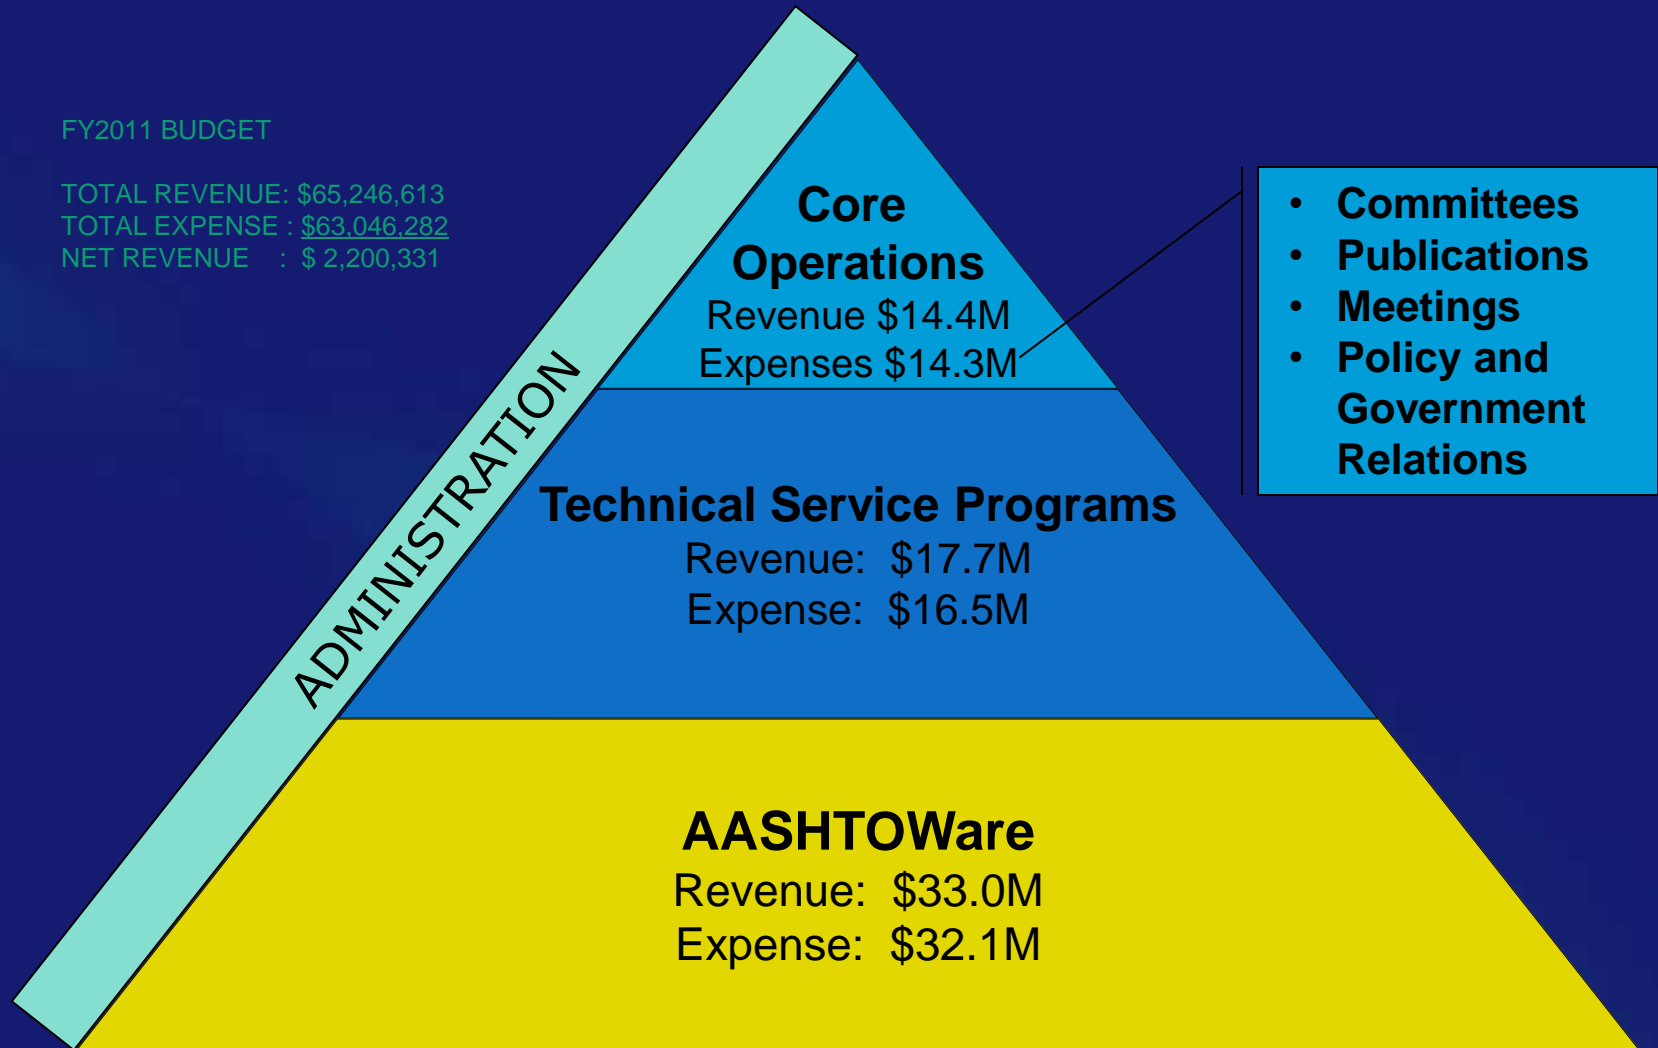 FY2011 BUDGET
TOTAL REVENUE: $65,246,613
TOTAL EXPENSE : $63,046,282
NET REVENUE : $ 2,200,331
ADMINISTRATION
Core
Operations
Revenue $14.4M
Expenses $14.3M
• Committees
• Publications
• Meetings
• Policy and
Government
Relations
Technical Service Programs
Revenue: $17.7M
Expense: $16.5M
AASHTOWare
Revenue: $33.0M
Expense: $32.1M